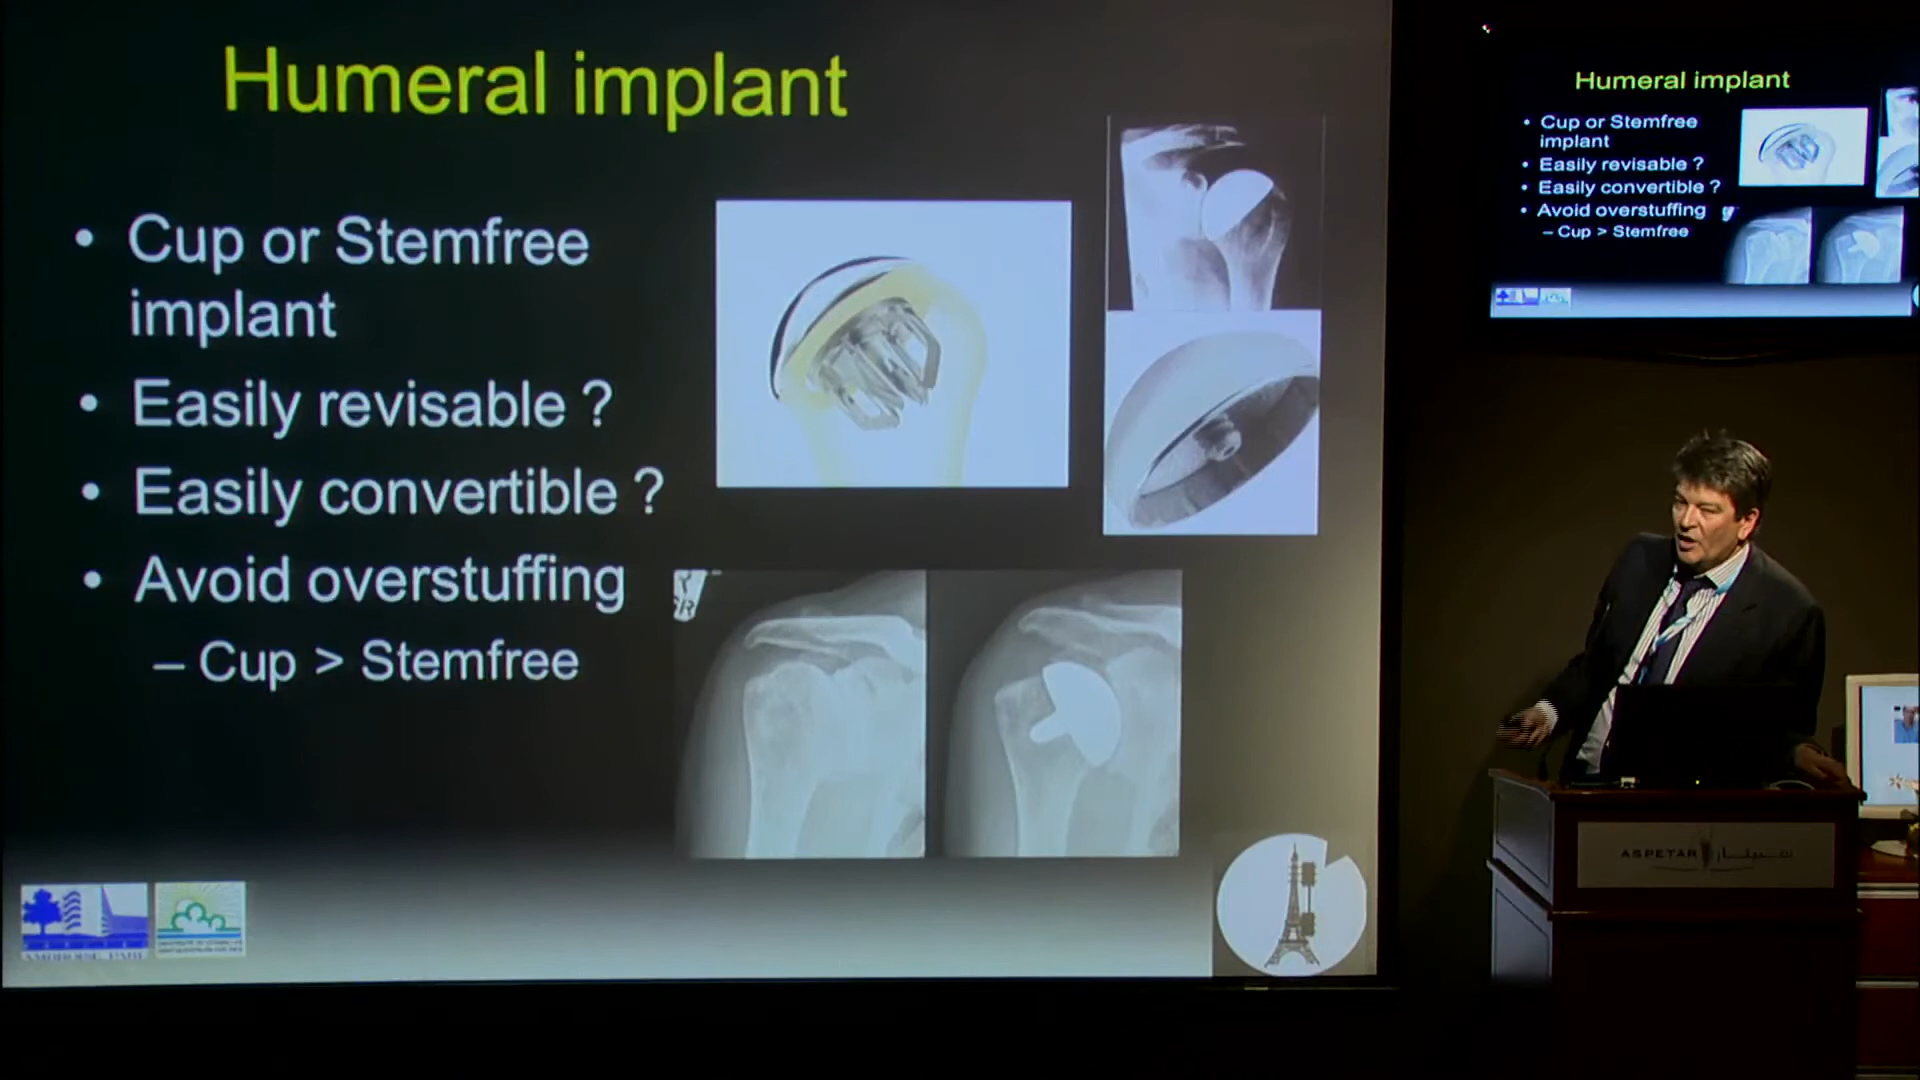 Humeral implant
• Cup or Stemfree
implant
• Easily revisable ?
• Easily convertible ?
• Avoid overstuffing
– Cup > Stemfree
R
Humeral implant
• Cup or Stemfree
implant
• Easily revisable ?
• Easily convertible ?
• Avoid overstuffing
– Cup > Stemfree
ASPETAR سبيتار